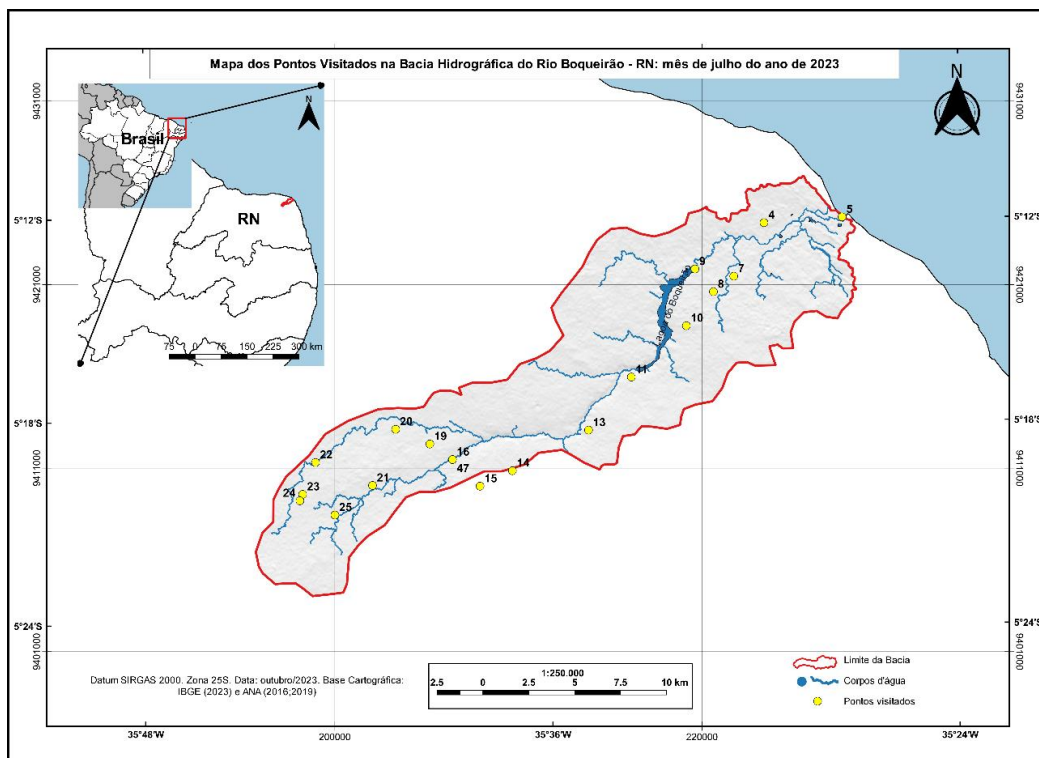 Mapa dos Pontos Visitados na Bacia Hidrográfica do Rio Boqueirão - RN: mês de julho do ano de 2023
N
N
Brasil
RN
75 0 75 150 225 300 km
9431000
9431000
5°12'S
5°12'S
9421000
9421000
5°18'S
5°18'S
9411000
9411000
5°24'S
5°24'S
9401000
9401000
4
5
9
7
8
10
11
13
20
19
16
47
14
15
22
21
23
24
25
Datum SIRGAS 2000. Zona 25S. Data: outubro/2023. Base Cartográfica:
IBGE (2023) e ANA (2016;2019)
1:250.000
2.5 0 2.5 5 7.5 10 km
Limite da Bacia
Corpos d'água
Pontos visitados
35°48'W
200000
35°36'W
220000
35°24'W